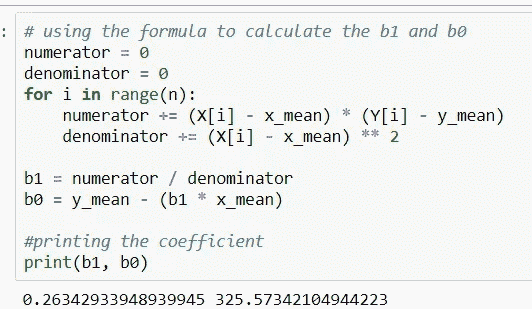 : # using the formula to calculate the b1 and b0
numerator = 0
denominator = 0
for i in range(n):
    numerator += (X[i] - x_mean) * (Y[i] - y_mean)
    denominator += (X[i] - x_mean) ** 2
b1 = numerator / denominator
b0 = y_mean - (b1 * x_mean)
#printing the coefficient
print(b1, b0)
0.26342933948939945 325.57342104944223